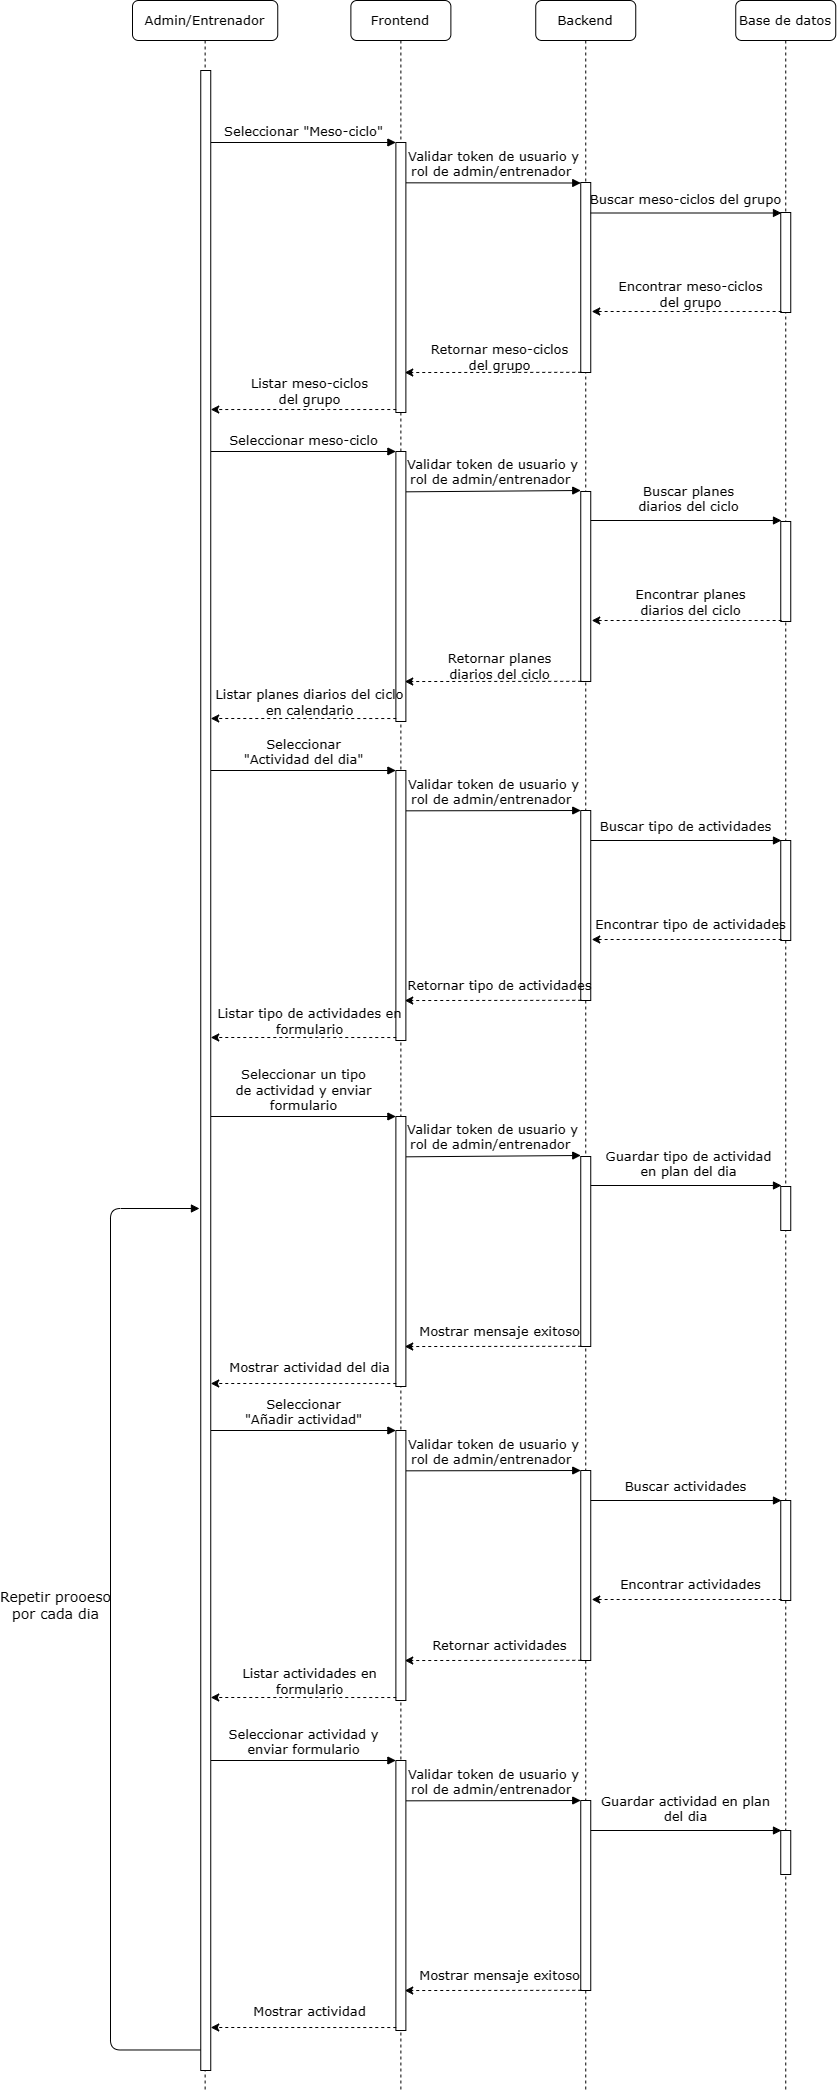 Admin/Entrenador
Frontend
Backend
Base de datos
Seleccionar "Meso-ciclo"
Validar token de usuario y
rol de admin/entrenador
Buscar meso-ciclos del grupo
Encontrar meso-ciclos
del grupo
Retornar meso-ciclos
del grupo
Listar meso-ciclos
del grupo
Seleccionar meso-ciclo
Validar token de usuario y
rol de admin/entrenador
Buscar planes
diarios del ciclo
Encontrar planes
diarios del ciclo
Retornar planes
diarios del ciclo
Listar planes diarios del ciclo
en calendario
Seleccionar
"Actividad del dia"
Validar token de usuario y
rol de admin/entrenador
Buscar tipo de actividades
Encontrar tipo de actividades
Retornar tipo de actividades
Listar tipo de actividades en
formulario
Seleccionar un tipo
de actividad y enviar
formulario
Validar token de usuario y
rol de admin/entrenador
Guardar tipo de actividad
en plan del dia
Mostrar mensaje exitoso
Mostrar actividad del dia
Seleccionar
"Añadir actividad"
Validar token de usuario y
rol de admin/entrenador
Buscar actividades
Encontrar actividades
Repetir prooeso
por cada dia
Retornar actividades
Listar actividades en
formulario
Seleccionar actividad y
enviar formulario
Validar token de usuario y
rol de admin/entrenador
Guardar actividad en plan
del dia
Mostrar mensaje exitoso
Mostrar actividad